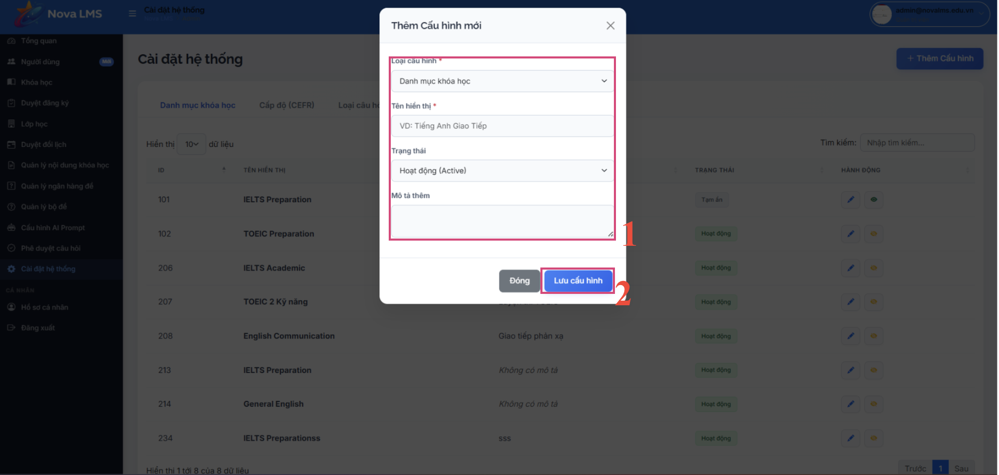 Nova LMS
Cài đặt hệ thống
Nova LMS
admin@novalms.edu.vn
Tổng quan
Người dùng
Mới
Khóa học
Duyệt đăng ký
Lớp học
Duyệt đổi lịch
Quản lý nội dung khóa học
Quản lý ngân hàng đề
Quản lý bộ đề
Cấu hình AI Prompt
Phê duyệt câu hỏi
Cài đặt hệ thống
CÁ NHÂN
Hồ sơ cá nhân
Đăng xuất
Cài đặt hệ thống
+ Thêm Cấu hình
Danh mục khóa học
Cấp độ (CEFR)
Loại câu
Hiển thị 10 dữ liệu
Tìm kiếm: Nhập tìm kiếm...
ID TÊN HIỂN THỊ TRẠNG THÁI HÀNH ĐỘNG
101 IELTS Preparation Tạm ẩn
102 TOEIC Preparation Hoạt động
206 IELTS Academic Hoạt động
207 TOEIC 2 Kỹ năng Hoạt động
208 English Communication Giao tiếp phản xạ Hoạt động
213 IELTS Preparation Không có mô tả Hoạt động
214 General English Không có mô tả Hoạt động
234 IELTS Preparationss sss Hoạt động
Hiển thị 1 tới 8 của 8 dữ liệu
Trước 1 Sau
Thêm Cấu hình mới
Loại cấu hình *
Danh mục khóa học
Tên hiển thị *
VD: Tiếng Anh Giao Tiếp
Trạng thái
Hoạt động (Active)
Mô tả thêm
1
Đóng
Lưu cấu hình
2